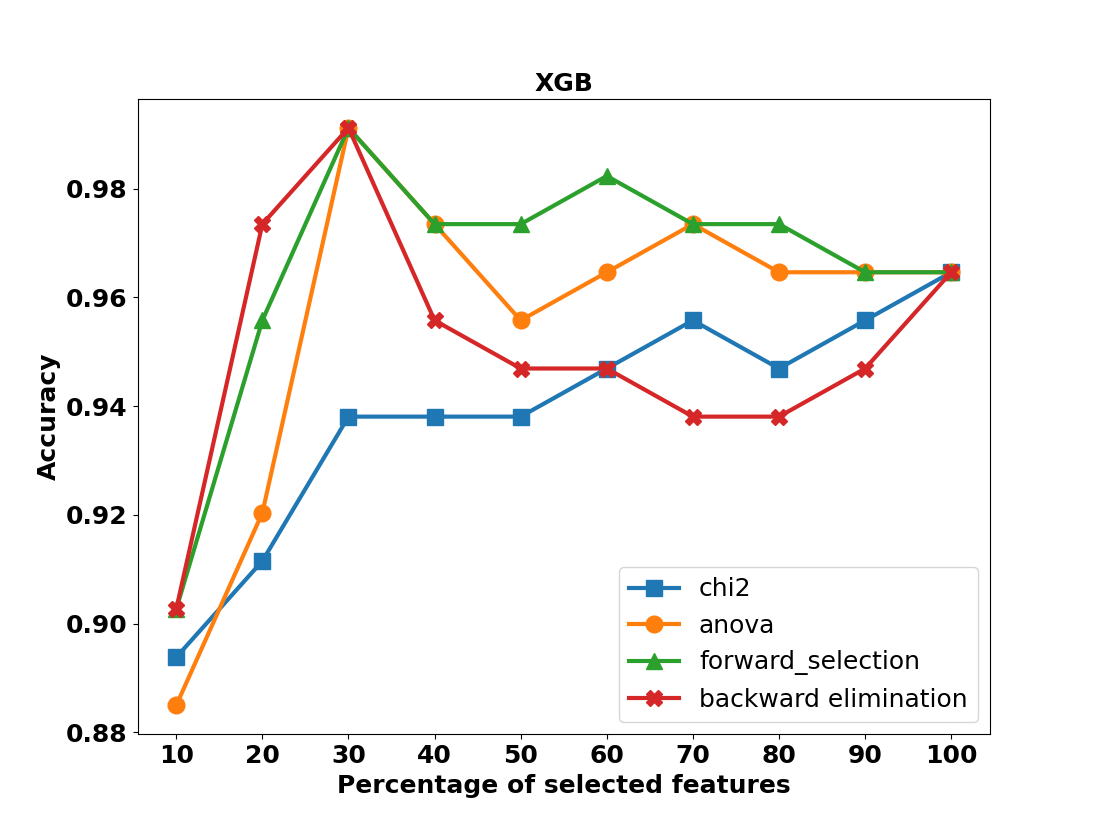 XGB
Accuracy
0.98
0.96
0.94
0.92
0.90
0.88
10 20 30 40 50 60 70 80 90 100
Percentage of selected features
chi2
anova
forward_selection
backward elimination